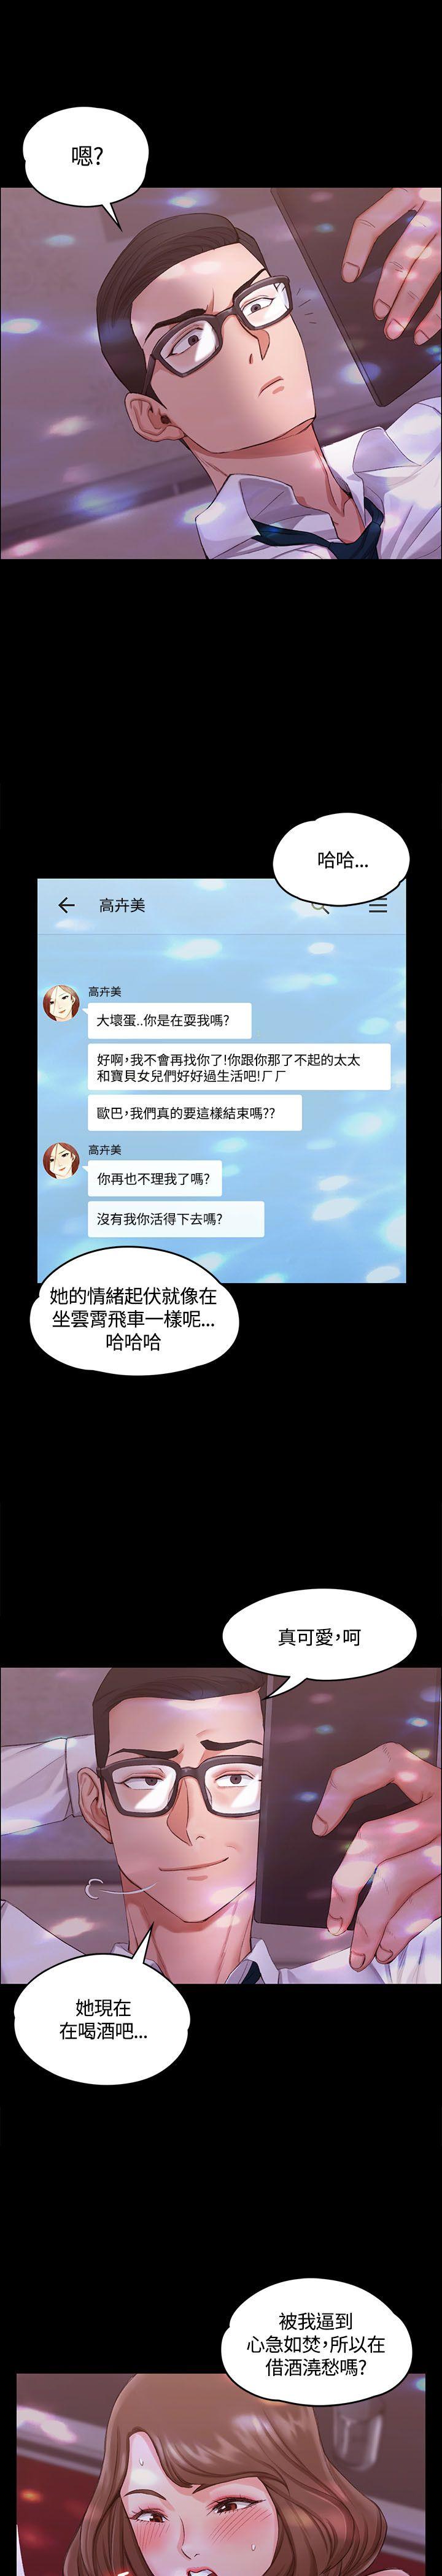 嗯?
哈哈...
高卉美
高卉美
大壞蛋..你是在耍我嗎?
好啊,我不會再找你了!你跟你那了不起的太太
和寶貝女兒們好好過生活吧!ㄏㄏ
歐巴,我們真的要這樣結束嗎??
高卉美
你再也不理我了嗎?
沒有我你活得下去嗎?
她的情緒起伏就像在
坐雲霄飛車一樣呢...
哈哈哈
真可愛,呵
她現在
在喝酒吧...
被我逼到
心急如焚,所以在
借酒澆愁嗎?